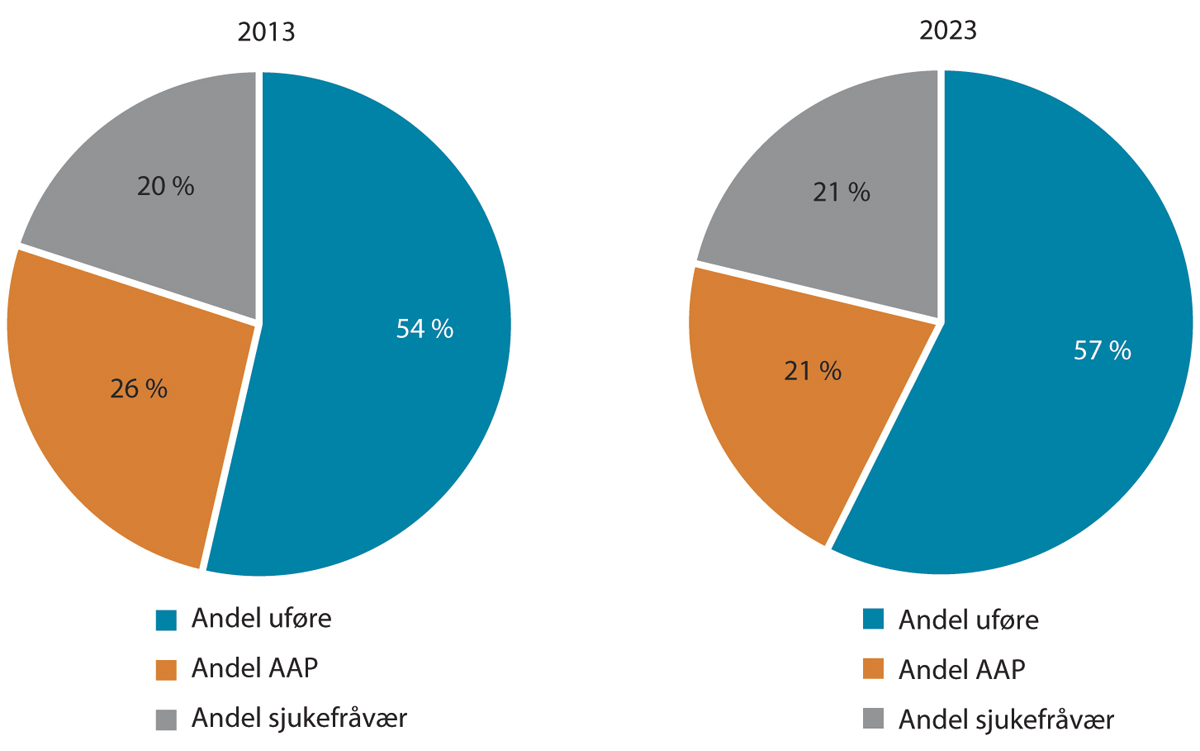 2013
20 %
54 %
26 %
Andel uføre
Andel AAP
Andel sjukefråvær
2023
21 %
57 %
21 %
Andel uføre
Andel AAP
Andel sjukefråvær